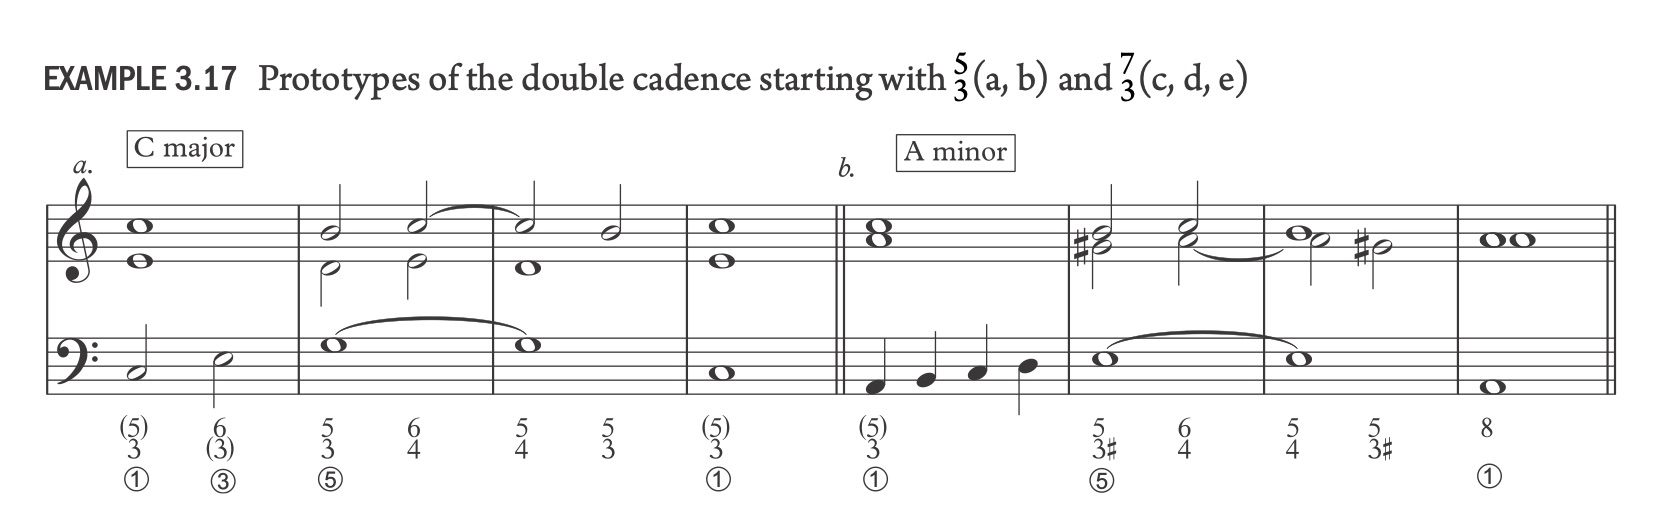 EXAMPLE 3.17 Prototypes of the double cadence starting with 5 3 (a, b) and 7 3 (c, d, e)
a. C major b. A minor
(5) 6 5 6 5 5 (5) (5) 5 6 5 5 8
3 (3) 3 4 4 3 3 3 3♯ 4 4 3♯
① ③ ⑤ ① ① ⑤ ①